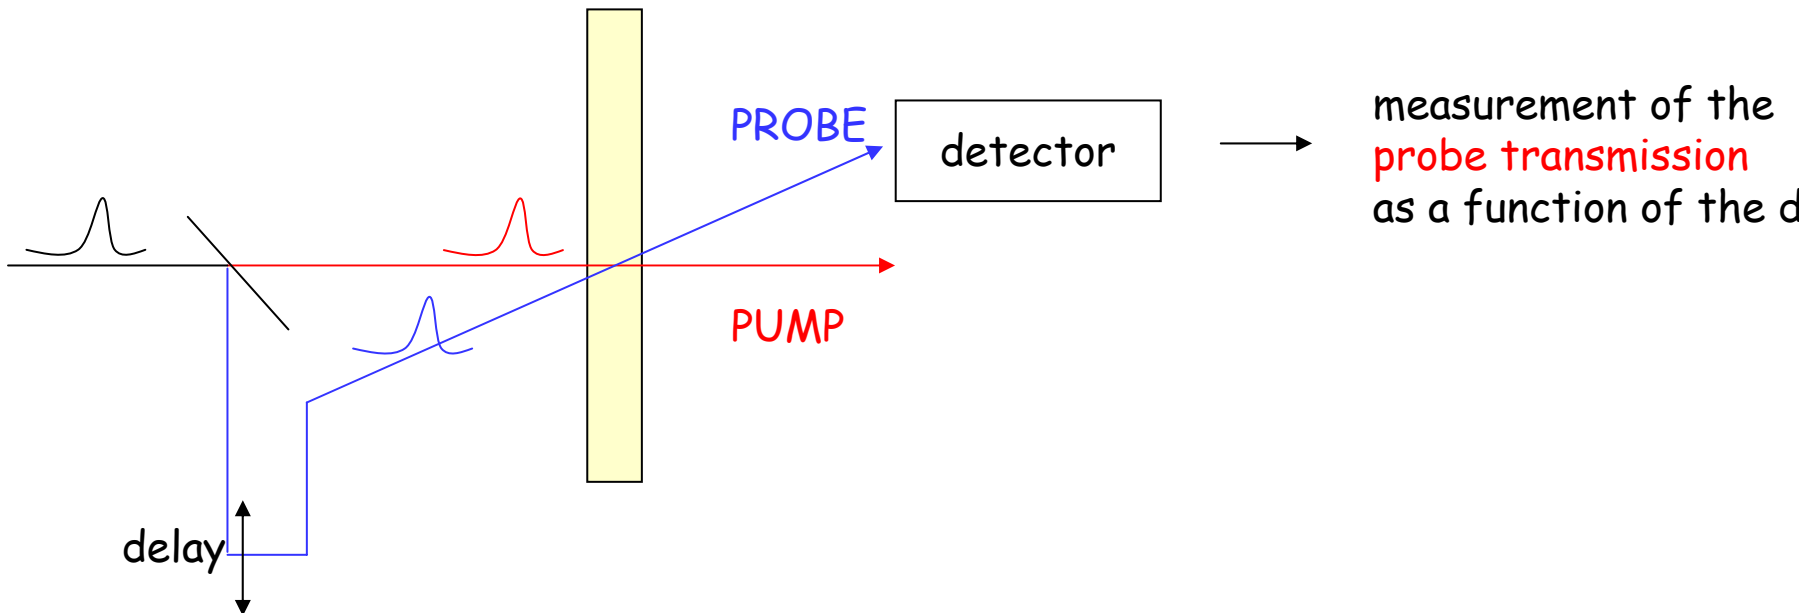 PROBE
detector
measurement of the
probe transmission
as a function of the
PUMP
delay